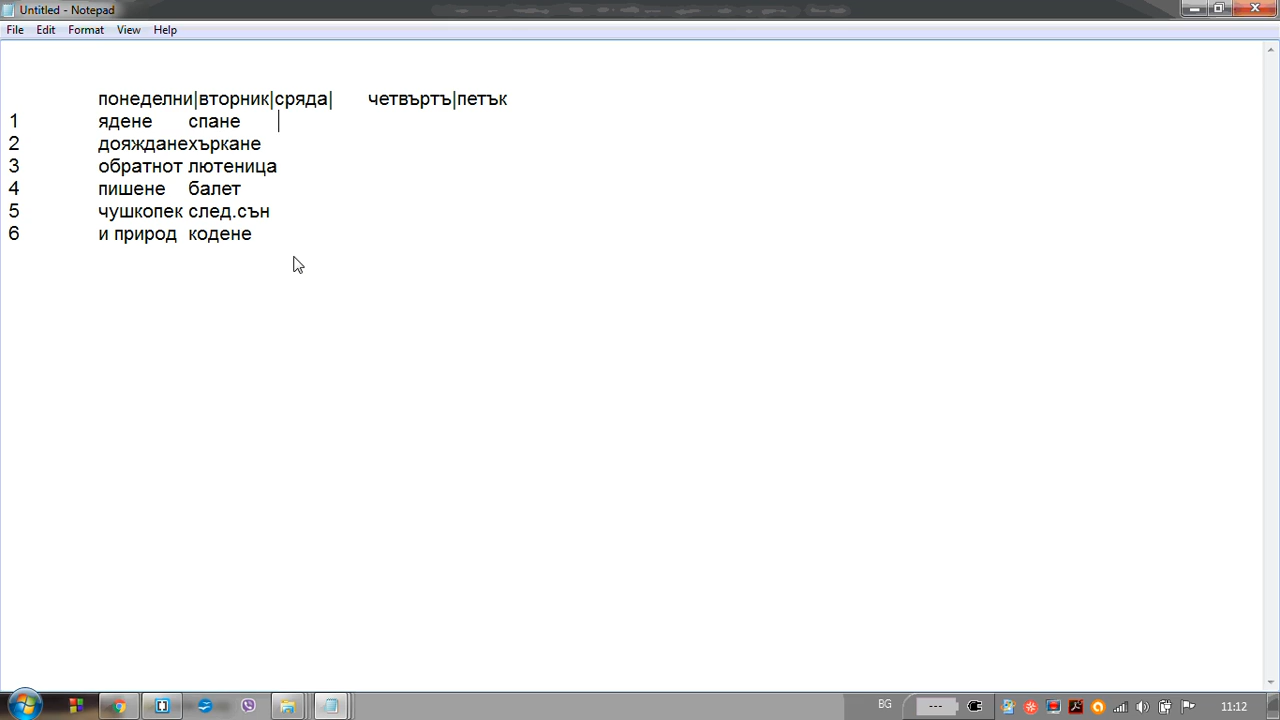 Untitled - Notepad
File Edit Format View Help
понеделни|вторник|сряда| четвъртъ|петък
1 ядене спане
2 дояжданехъркане
3 обратнот лютеница
4 пишене балет
5 чушкопек след.сън
6 и природ кодене
BG --- 11:12